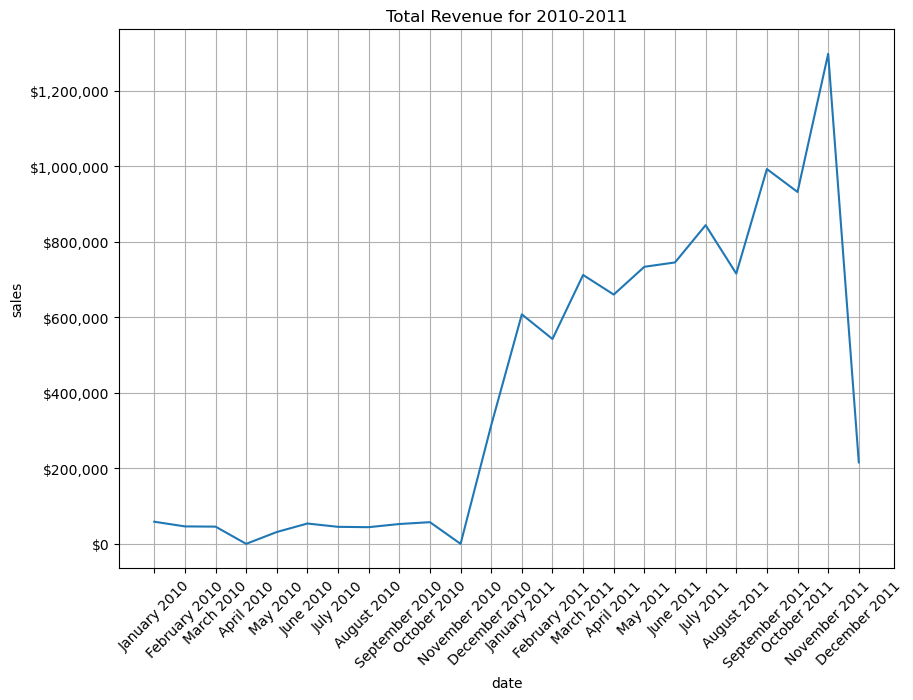 Total Revenue for 2010-2011
$1,200,000
$1,000,000
$800,000
$600,000
$400,000
$200,000
$0
sales
January 2010
February 2010
March 2010
April 2010
May 2010
June 2010
July 2010
August 2010
September 2010
October 2010
November 2010
December 2010
January 2011
February 2011
March 2011
April 2011
May 2011
June 2011
July 2011
August 2011
September 2011
October 2011
November 2011
December 2011
date